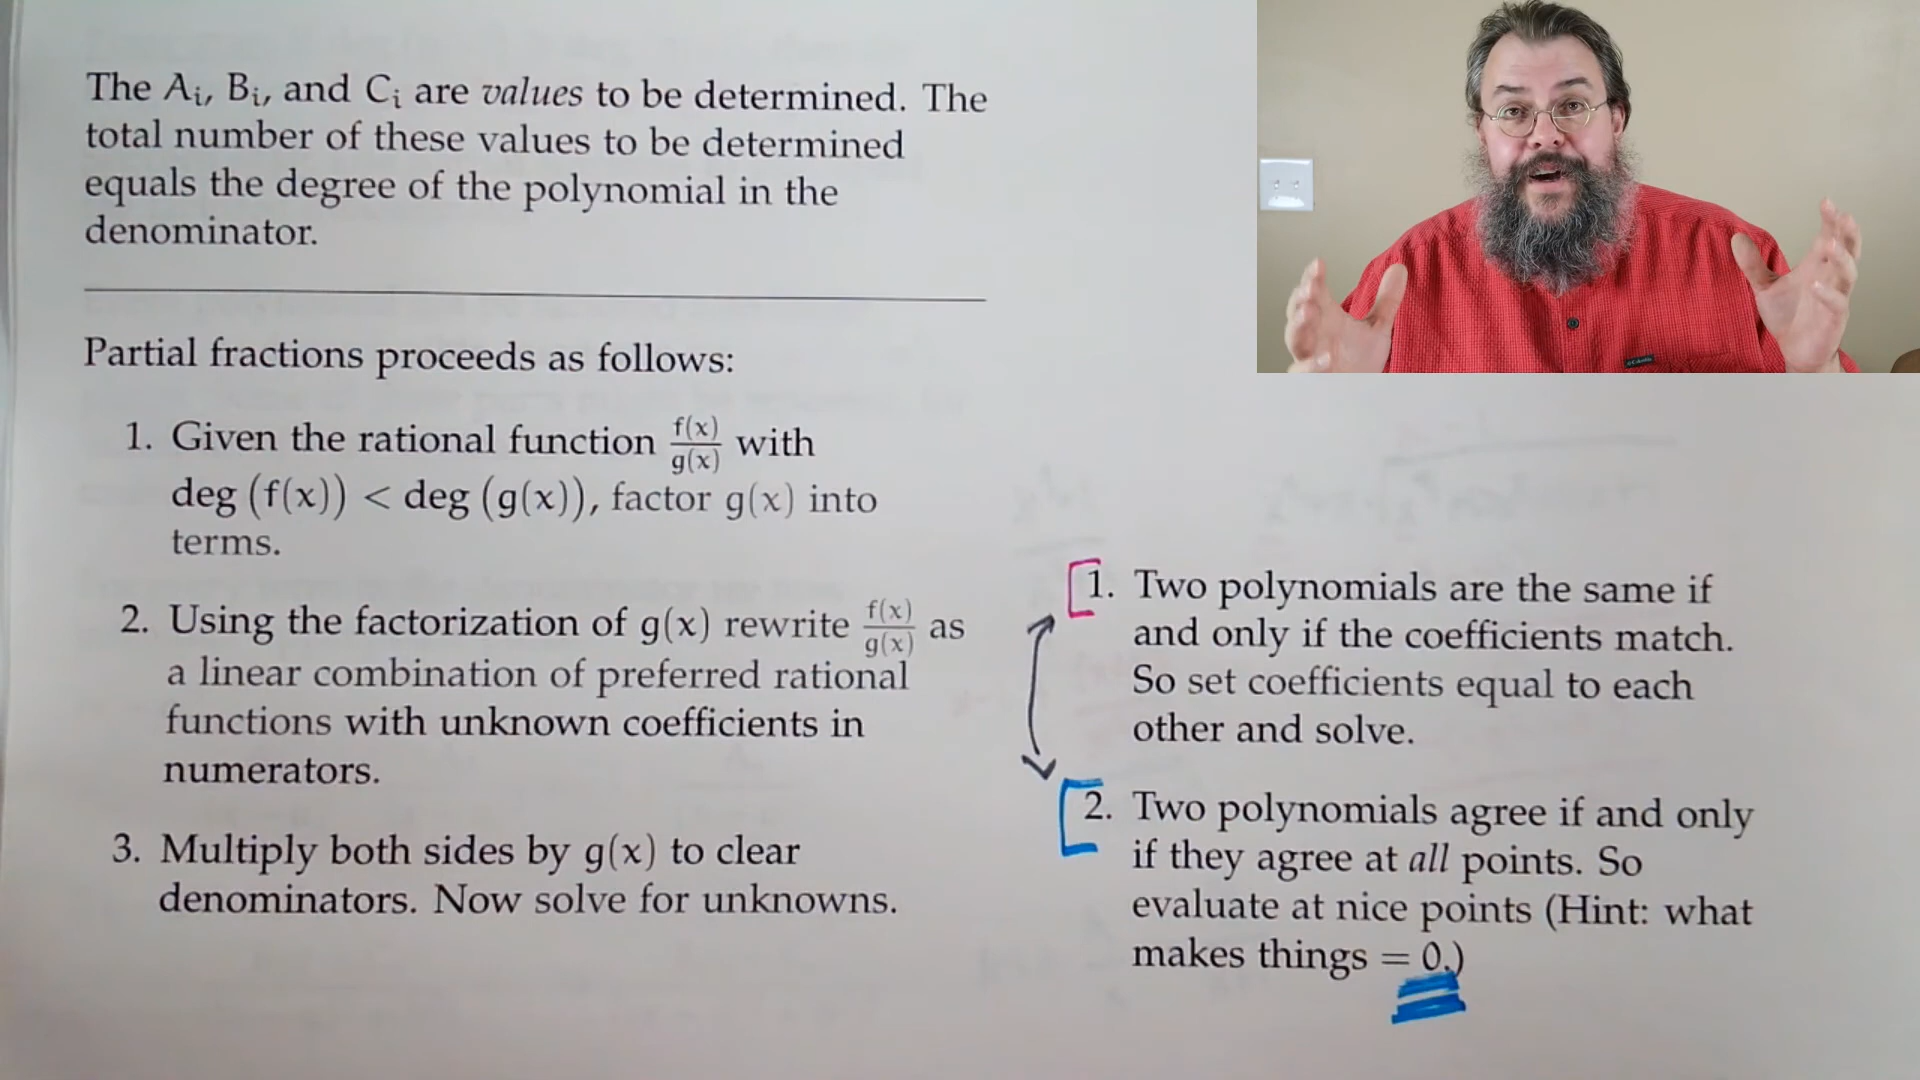 The Aᵢ, Bᵢ, and Cᵢ are values to be determined. The
total number of these values to be determined
equals the degree of the polynomial in the
denominator.
Partial fractions proceeds as follows:
1. Given the rational function f(x)/g(x) with
deg (f(x)) < deg (g(x)), factor g(x) into
terms.
2. Using the factorization of g(x) rewrite f(x)/g(x) as
a linear combination of preferred rational
functions with unknown coefficients in
numerators.
3. Multiply both sides by g(x) to clear
denominators. Now solve for unknowns.
1. Two polynomials are the same if
and only if the coefficients match.
So set coefficients equal to each
other and solve.
2. Two polynomials agree if and only
if they agree at all points. So
evaluate at nice points (Hint: what
makes things = 0.)